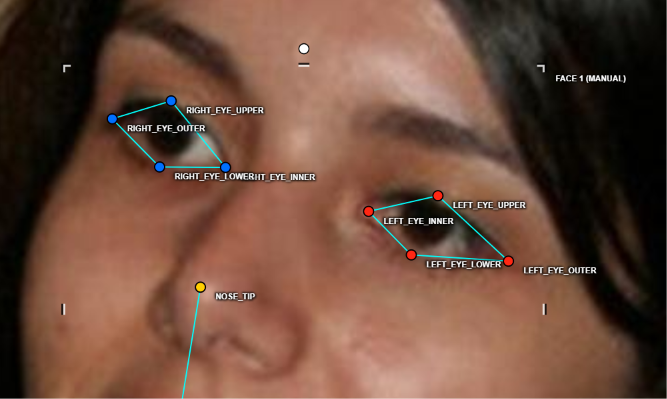 FACE 1 (MANUAL)
RIGHT_EYE_UPPER
RIGHT_EYE_OUTER
RIGHT_EYE_LOWER
HT_EYE_INNER
LEFT_EYE_UPPER
LEFT_EYE_INNER
LEFT_EYE_LOWER
LEFT_EYE_OUTER
NOSE_TIP